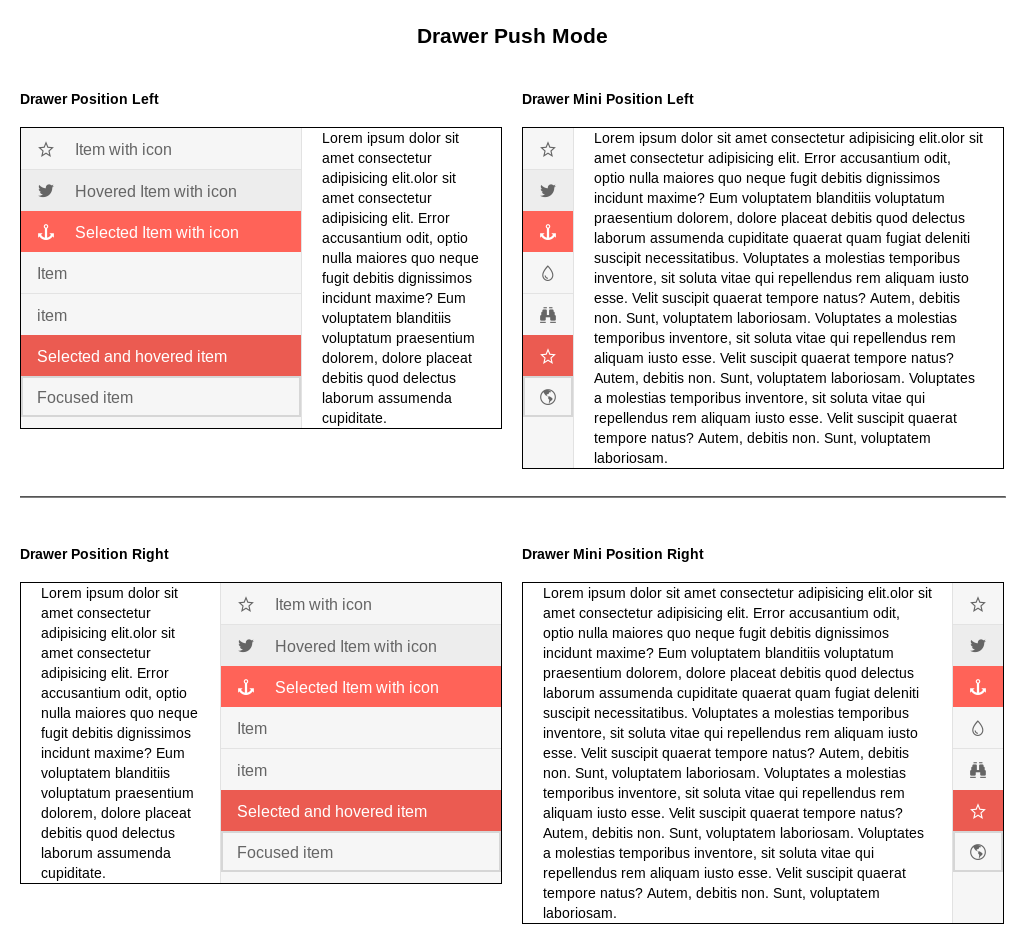 Drawer Push Mode
Drawer Position Left
Item with icon
Hovered Item with icon
Selected Item with icon
Item
item
Selected and hovered item
Focused item
Lorem ipsum dolor sit
amet consectetur
adipisicing elit.olor sit
amet consectetur
adipisicing elit. Error
accusantium odit, optio
nulla maiores quo neque
fugit debitis dignissimos
incidunt maxime? Eum
voluptatem blanditiis
voluptatum praesentium
dolorem, dolore placeat
debitis quod delectus
laborum assumenda
cupiditate.
Drawer Mini Position Left
Lorem ipsum dolor sit amet consectetur adipisicing elit.olor sit
amet consectetur adipisicing elit. Error accusantium odit,
optio nulla maiores quo neque fugit debitis dignissimos
incidunt maxime? Eum voluptatem blanditiis voluptatum
praesentium dolorem, dolore placeat debitis quod delectus
laborum assumenda cupiditate quaerat quam fugiat deleniti
suscipit necessitatibus. Voluptates a molestias temporibus
inventore, sit soluta vitae qui repellendus rem aliquam iusto
esse. Velit suscipit quaerat tempore natus? Autem, debitis
non. Sunt, voluptatem laboriosam. Voluptates a molestias
temporibus inventore, sit soluta vitae qui repellendus rem
aliquam iusto esse. Velit suscipit quaerat tempore natus?
Autem, debitis non. Sunt, voluptatem laboriosam. Voluptates
a molestias temporibus inventore, sit soluta vitae qui
repellendus rem aliquam iusto esse. Velit suscipit quaerat
tempore natus? Autem, debitis non. Sunt, voluptatem
laboriosam.
Drawer Position Right
Lorem ipsum dolor sit
amet consectetur
adipisicing elit.olor sit
amet consectetur
adipisicing elit. Error
accusantium odit, optio
nulla maiores quo neque
fugit debitis dignissimos
incidunt maxime? Eum
voluptatem blanditiis
voluptatum praesentium
dolorem, dolore placeat
debitis quod delectus
laborum assumenda
cupiditate.
Item with icon
Hovered Item with icon
Selected Item with icon
Item
item
Selected and hovered item
Focused item
Drawer Mini Position Right
Lorem ipsum dolor sit amet consectetur adipisicing elit.olor sit
amet consectetur adipisicing elit. Error accusantium odit,
optio nulla maiores quo neque fugit debitis dignissimos
incidunt maxime? Eum voluptatem blanditiis voluptatum
praesentium dolorem, dolore placeat debitis quod delectus
laborum assumenda cupiditate quaerat quam fugiat deleniti
suscipit necessitatibus. Voluptates a molestias temporibus
inventore, sit soluta vitae qui repellendus rem aliquam iusto
esse. Velit suscipit quaerat tempore natus? Autem, debitis
non. Sunt, voluptatem laboriosam. Voluptates a molestias
temporibus inventore, sit soluta vitae qui repellendus rem
aliquam iusto esse. Velit suscipit quaerat tempore natus?
Autem, debitis non. Sunt, voluptatem laboriosam. Voluptates
a molestias temporibus inventore, sit soluta vitae qui
repellendus rem aliquam iusto esse. Velit suscipit quaerat
tempore natus? Autem, debitis non. Sunt, voluptatem
laboriosam.